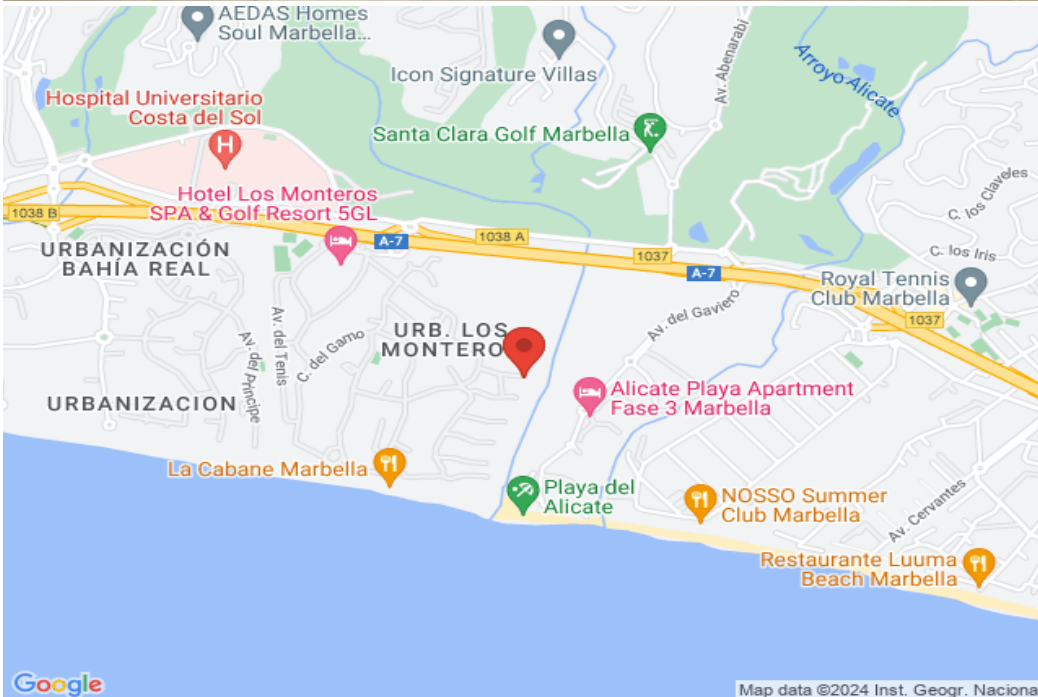 AEDAS Homes
Soul Marbella...
Icon Signature Villas
Av. Abenarabi
Arroyo Alicate
Hospital Universitario
Costa del Sol
H
Santa Clara Golf Marbella
C. los Claveles
Hotel Los Monteros
SPA & Golf Resort 5GL
1038 B
A-7
1038 A
1037
A-7
C. los Iris
URBANIZACIÓN
BAHÍA REAL
Royal Tennis
Club Marbella
1037
Av. del Gaviero
URB. LOS
MONTERO
Av. del Tenis
C. del Gamo
Av. del Príncipe
URBANIZACION
Alicate Playa Apartment
Fase 3 Marbella
La Cabane Marbella
Playa del
Alicate
NOSSO Summer
Club Marbella
Av. Cervantes
Restaurante Luuma
Beach Marbella
Google
Map data ©2024 Inst. Geogr. Naciona